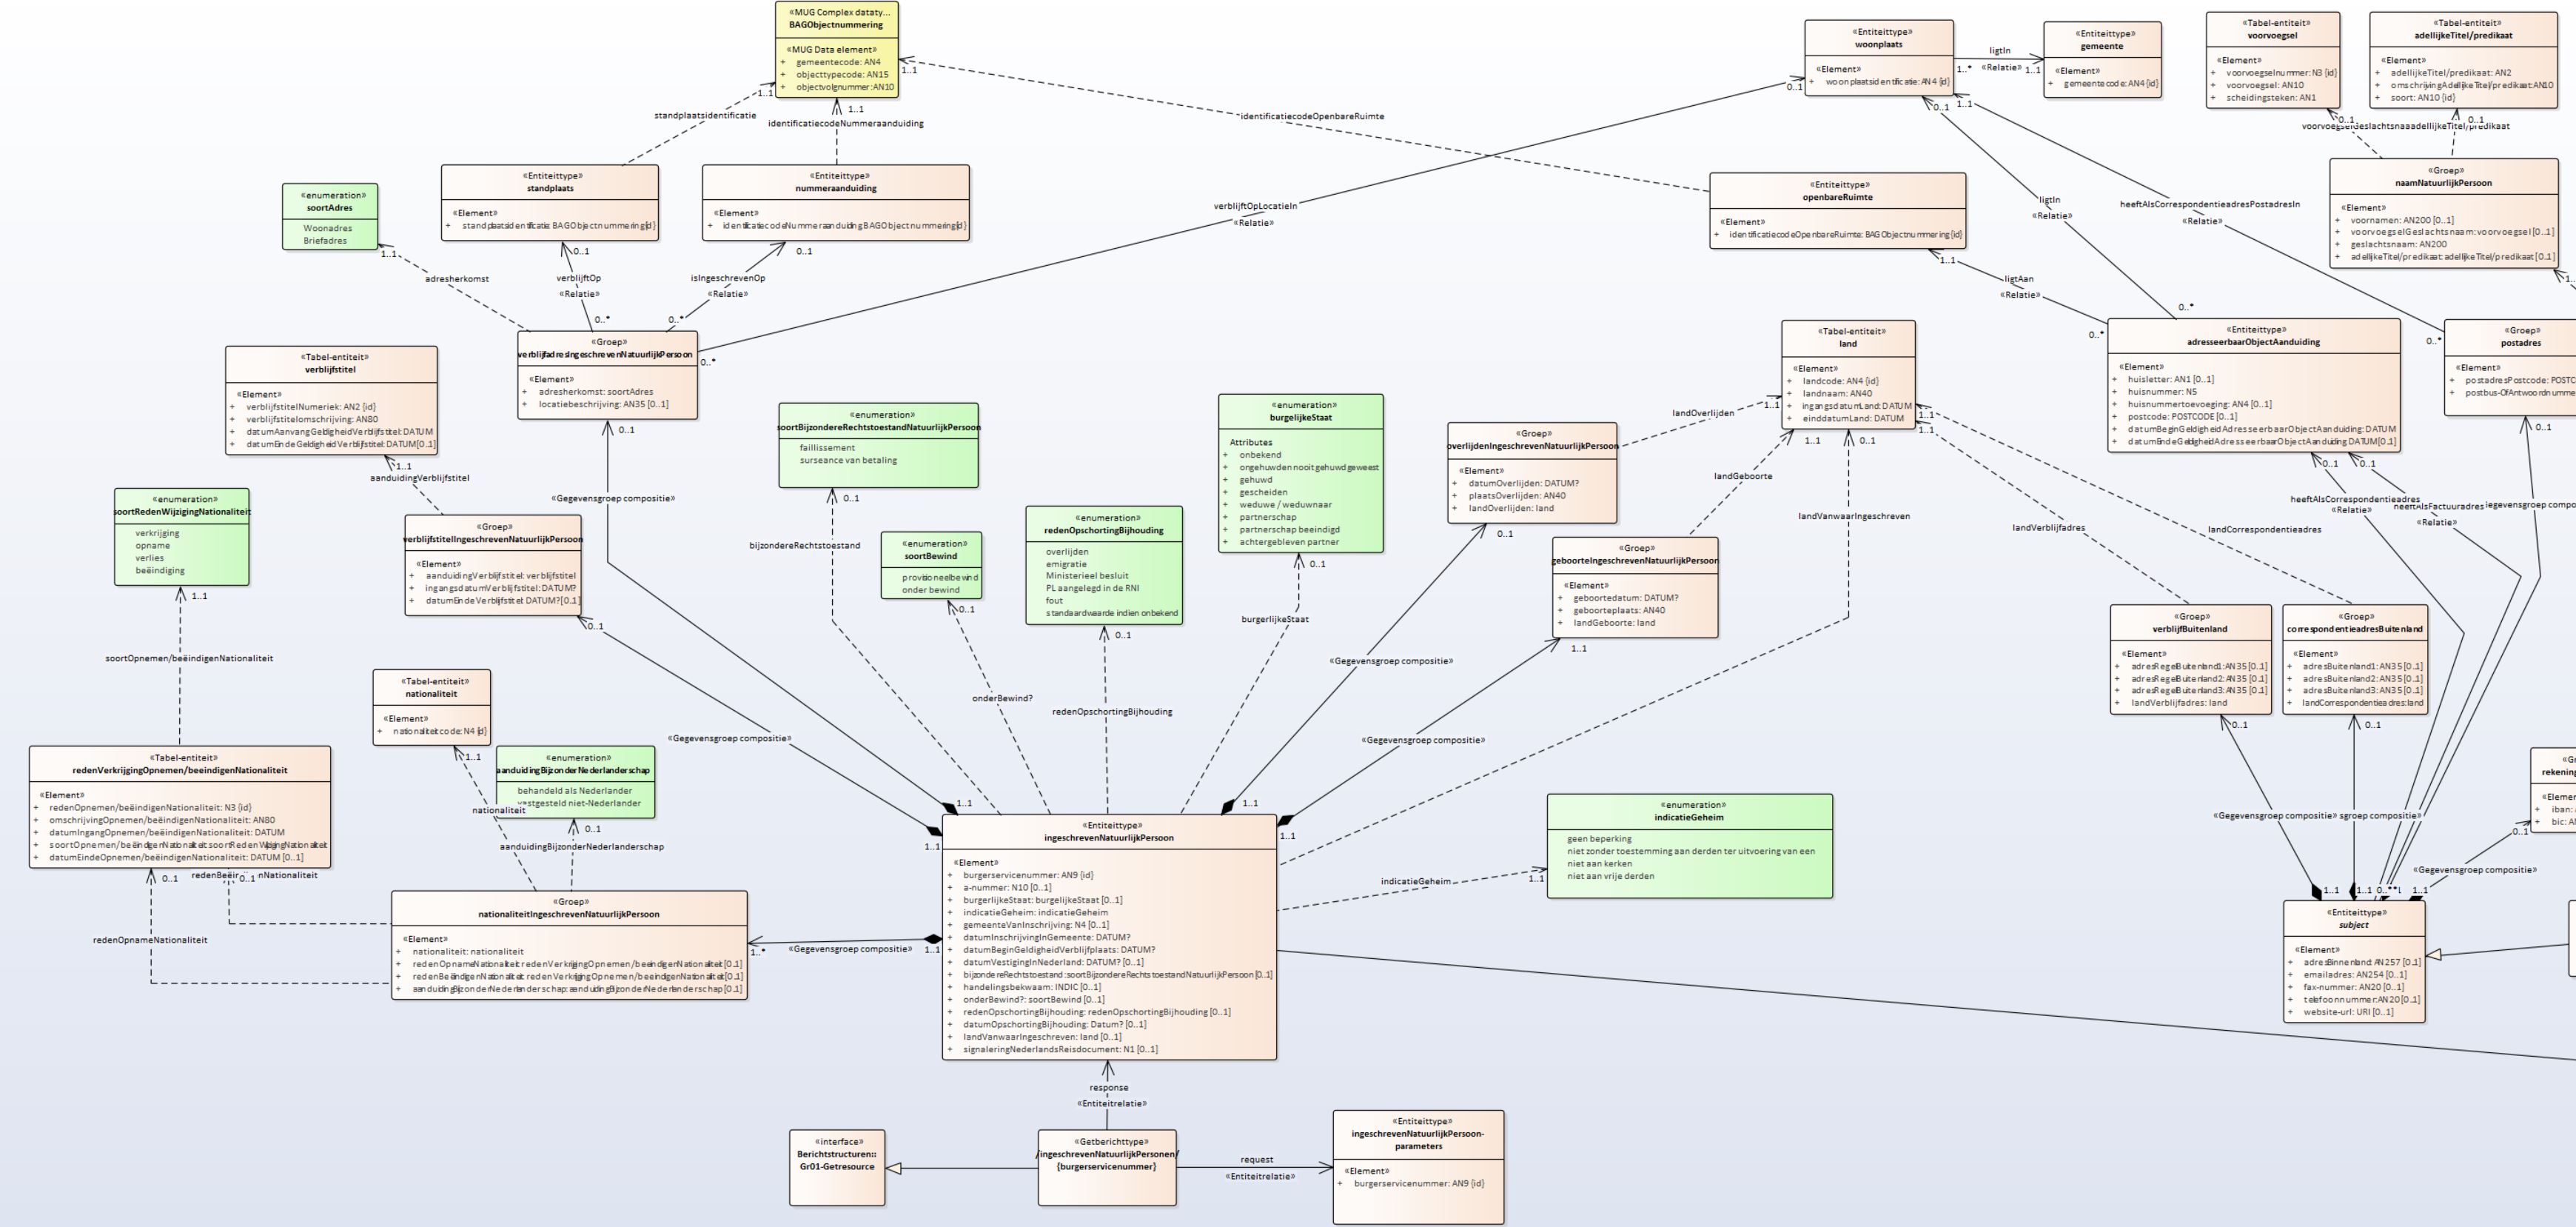 «MUG Complex dataty...
BAGObjectnummering
«MUG Data element»
+ gemeentecode: AN4
+ objecttypecode: AN15
+ objectvolgnummer: AN10
«Entiteittype»
woonplaats
«Element»
+ woonplaatsidentificatie: AN4 {id}
ligtIn
«Relatie»
1..*
1..1
«Entiteittype»
gemeente
«Element»
+ gemeentecode: AN4 {id}
«Tabel-entiteit»
voorvoegsel
«Element»
+ voorvoegselnummer: N3 {id}
+ voorvoegsel: AN10
+ scheidingsteken: AN1
«Tabel-entiteit»
adellijkeTitel/predikaat
«Element»
+ adellijkeTitel/predikaat: AN2
+ omschrijvingAdellijkeTitel/predikaat:AN10
+ soort: AN10 {id}
1..1
1..1
1..1
standplaatsidentificatie
identificatiecodeNummeraanduiding
identificatiecodeOpenbareRuimte
0..1
0..1
1..1
0..1
0..1
«Groep»
naamNatuurlijkPersoon
«Element»
+ voornamen: AN200 [0..1]
+ voorvoegselGeslachtsnaam:voorvoegsel [0..1]
+ geslachtsnaam: AN200
+ adellijkeTitel/predikaat:adellijkeTitel/predikaat [0..1]
«enumeration»
soortAdres
Woonadres
Briefadres
«Entiteittype»
standplaats
«Element»
+ standplaatsidentificatie: BAGObjectnummering{id}
«Entiteittype»
nummeraanduiding
«Element»
+ identificatiecodeNummeraanduiding:BAGObjectnummering{id}
«Entiteittype»
openbareRuimte
«Element»
+ identificatiecodeOpenbareRuimte: BAGObjectnummering {id}
verblijftOpLocatieIn
«Relatie»
ligtIn
«Relatie»
heeftAlsCorrespondentieadresPostadresIn
«Relatie»
1..1
adresherkomst
0..1
verblijftOp
«Relatie»
0..*
0..1
isIngeschrevenOp
«Relatie»
0..*
1..1
ligtAan
«Relatie»
0..*
0..*
0..*
«Groep»
verblijfadresIngeschrevenNatuurlijkPersoon
«Element»
+ adresherkomst: soortAdres
+ locatiebeschrijving: AN35 [0..1]
0..*
0..1
«Tabel-entiteit»
verblijfstitel
«Element»
+ verblijfstitelNumeriek: AN2 {id}
+ verblijfstitelomschrijving: AN80
+ datumAanvangGeldigheidVerblijfstitel: DATUM
+ datumEindeGeldigheidVerblijfstitel: DATUM[0..1]
1..1
aanduidingVerblijfstitel
«Tabel-entiteit»
land
«Element»
+ landcode: AN4 {id}
+ landnaam: AN40
+ ingangsdatumLand: DATUM
+ einddatumLand: DATUM
«Entiteittype»
adresseerbaarObjectAanduiding
«Element»
+ huisletter: AN1 [0..1]
+ huisnummer: N5
+ huisnummertoevoeging: AN4 [0..1]
+ postcode: POSTCODE [0..1]
+ datumBeginGeldigheidAdresseerbaarObjectAanduiding: DATUM
+ datumEindeGeldigheidAdresseerbaarObjectAanduiding: DATUM[0..1]
«Groep»
postadres
«Element»
+ postadresPostcode: POSTC
+ postbus-OfAntwoordnumme
«enumeration»
soortBijzondereRechtstoestandNatuurlijkPersoon
faillissement
surseance van betaling
«enumeration»
burgelijkeStaat
Attributes
+ onbekend
+ ongehuwd en nooit gehuwd geweest
+ gehuwd
+ gescheiden
+ weduwe / weduwnaar
+ partnerschap
+ partnerschap beeindigd
+ achtergebleven partner
«Groep»
overlijdenIngeschrevenNatuurlijkPersoon
«Element»
+ datumOverlijden: DATUM?
+ plaatsOverlijden: AN40
+ landOverlijden: land
landOverlijden
1..1
1..1
0..1
1..1
1..1
landGeboorte
landVanwaarIngeschreven
landVerblijfadres
landCorrespondentieadres
«Groep»
geboorteIngeschrevenNatuurlijkPersoon
«Element»
+ geboortedatum: DATUM?
+ geboorteplaats: AN40
+ landGeboorte: land
«enumeration»
soortRedenWijzigingNationaliteit
verkrijging
opname
verlies
beëindiging
1..1
soortOpnemen/beëindigenNationaliteit
«Groep»
verblijfstitelIngeschrevenNatuurlijkPersoon
«Element»
+ aanduidingVerblijfstitel: verblijfstitel
+ ingangsdatumVerblijfstitel: DATUM?
+ datumEindeVerblijfstitel: DATUM?[0..1]
0..1
«Gegevensgroep compositie»
0..1
bijzondereRechtstoestand
«enumeration»
soortBewind
provisioneel bewind
onder bewind
0..1
onderBewind?
«enumeration»
redenOpschortingBijhouding
overlijden
emigratie
Ministerieel besluit
PL aangelegd in de RNI
fout
standaardwaarde indien onbekend
0..1
redenOpschortingBijhouding
0..1
burgerlijkeStaat
0..1
«Gegevensgroep compositie»
1..1
«Gegevensgroep compositie»
0..1
heeftAlsCorrespondentieadres
«Relatie»
0..1
heeftAlsFactuuradres
«Relatie»
0..1
«Groep»
verblijfBuitenland
«Element»
+ adresRegelBuitenland1:AN35 [0..1]
+ adresRegelBuitenland2: AN35 [0..1]
+ adresRegelBuitenland3: AN35 [0..1]
+ landVerblijfadres: land
«Groep»
correspondentieadresBuitenland
«Element»
+ adresBuitenland1: AN35 [0..1]
+ adresBuitenland2: AN35 [0..1]
+ adresBuitenland3: AN35 [0..1]
+ landCorrespondentieadres:land
0..1
0..1
«Gegevensgroep compositie»
sgroep compositie»
«Gegevensgroep compositie»
0..1
«Tabel-entiteit»
nationaliteit
«Element»
+ nationaliteitcode: N4 {id}
1..1
nationaliteit
«enumeration»
aanduidingBijzonderNederlanderschap
behandeld als Nederlander
vastgesteld niet-Nederlander
0..1
aanduidingBijzonderNederlanderschap
«Gegevensgroep compositie»
«Tabel-entiteit»
redenVerkrijgingOpnemen/beeindigenNationaliteit
«Element»
+ redenOpnemen/beëindigenNationaliteit: N3 {id}
+ omschrijvingOpnemen/beëindigenNationaliteit: AN80
+ datumIngangOpnemen/beëindigenNationaliteit: DATUM
+ soortOpnemen/beëindigenNationaliteit:soortRedenWijzigingNationaliteit
+ datumEindeOpnemen/beëindigenNationaliteit: DATUM [0..1]
0..1
0..1
redenOpnameNationaliteit
«Groep»
nationaliteitIngeschrevenNatuurlijkPersoon
«Element»
+ nationaliteit: nationaliteit
+ redenOpnameNationaliteit: redenVerkrijgingOpnemen/beeindigenNationaliteit [0..1]
+ redenBeëindigenNationaliteit: redenVerkrijgingOpnemen/beeindigenNationaliteit[0..1]
+ aanduidingBijzonderNederlanderschap:aanduidingBijzonderNederlanderschap[0..1]
1..*
«Gegevensgroep compositie»
1..1
1..1
1..1
1..1
1..1
«Entiteittype»
ingeschrevenNatuurlijkPersoon
«Element»
+ burgerservicenummer: AN9 {id}
+ a-nummer: N10 [0..1]
+ burgerlijkeStaat: burgelijkeStaat [0..1]
+ indicatieGeheim: indicatieGeheim
+ gemeenteVanInschrijving: N4 [0..1]
+ datumInschrijvingInGemeente: DATUM?
+ datumBeginGeldigheidVerblijfplaats: DATUM?
+ datumVestigingInNederland: DATUM? [0..1]
+ bijzondereRechtstoestand:soortBijzondereRechtstoestandNatuurlijkPersoon [0..1]
+ handelingsbekwaam: INDIC [0..1]
+ onderBewind?: soortBewind [0..1]
+ redenOpschortingBijhouding: redenOpschortingBijhouding [0..1]
+ datumOpschortingBijhouding: Datum? [0..1]
+ landVanwaarIngeschreven: land [0..1]
+ signaleringNederlandsReisdocument: N1 [0..1]
indicatieGeheim
1..1
«enumeration»
indicatieGeheim
geen beperking
niet zonder toestemming aan derden ter uitvoering van een
niet aan kerken
niet aan vrije derden
rekening
iban:
bic: AN
1..1
1..1
1..1
«Entiteittype»
subject
«Element»
+ adresBinnenland: AN257 [0..1]
+ emailadres: AN254 [0..1]
+ fax-nummer: AN20 [0..1]
+ telefoonnummer:AN20 [0..1]
+ website-url: URI [0..1]
response
«Entiteitrelatie»
«interface»
Berichtstructuren::
Gr01-Getresource
«Getberichttype»
/ingeschrevenNatuurlijkPersonen/
{burgerservicenummer}
request
«Entiteitrelatie»
«Entiteittype»
ingeschrevenNatuurlijkPersoon-
parameters
«Element»
+ burgerservicenummer: AN9 {id}